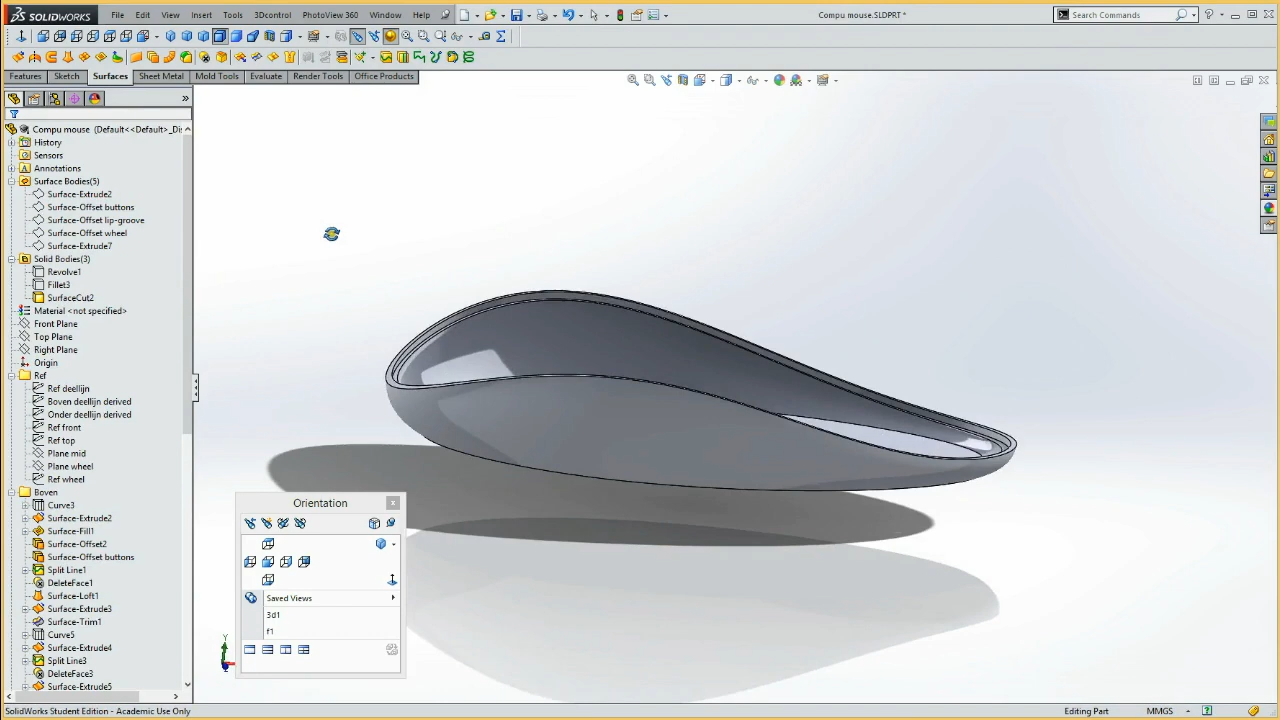 SOLIDWORKS File Edit View Insert Tools 3Dcontrol PhotoView 360 Window Help Compu mouse.SLDPRT * Search Commands
Features Sketch Surfaces Sheet Metal Mold Tools Evaluate Render Tools Office Products
Compu mouse (Default<<Default>_Di
History
Sensors
Annotations
Surface Bodies(5)
Surface-Extrude2
Surface-Offset buttons
Surface-Offset lip-groove
Surface-Offset wheel
Surface-Extrude7
Solid Bodies(3)
Revolve1
Fillet3
SurfaceCut2
Material <not specified>
Front Plane
Top Plane
Right Plane
Origin
Ref
Ref deellijn
Boven deellijn derived
Onder deellijn derived
Ref front
Ref top
Plane mid
Plane wheel
Ref wheel
Boven
Curve3
Surface-Extrude2
Surface-Fill1
Surface-Offset2
Surface-Offset buttons
Split Line1
DeleteFace1
Surface-Loft1
Surface-Extrude3
Surface-Trim1
Curve5
Surface-Extrude4
Split Line3
DeleteFace3
Surface-Extrude5
Orientation
Saved Views
3d1
f1
Y
SolidWorks Student Edition - Academic Use Only Editing Part MMGS